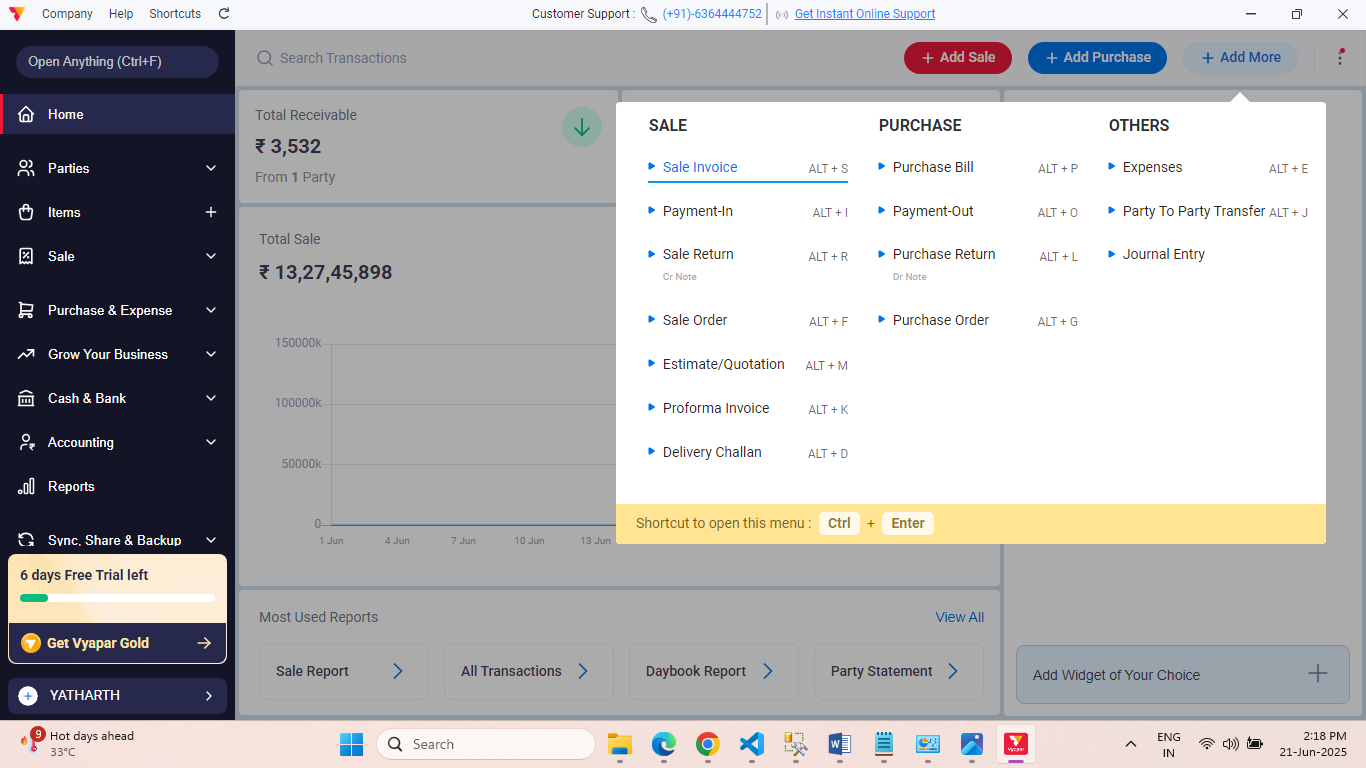 Company Help Shortcuts
Customer Support : (+91)-6364444752 Get Instant Online Support
Open Anything (Ctrl+F)
Search Transactions
+ Add Sale
+ Add Purchase
+ Add More
Home
Parties
Items
Sale
Purchase & Expense
Grow Your Business
Cash & Bank
Accounting
Reports
Sync, Share & Backup
6 days Free Trial left
Get Vyapar Gold
YATHARTH
Total Receivable
₹ 3,532
From 1 Party
Total Sale
₹ 13,27,45,898
150000k
100000k
50000k
0
1 Jun 4 Jun 7 Jun 10 Jun 13 Jun
SALE
Sale Invoice ALT + S
Payment-In ALT + I
Sale Return ALT + R
Cr Note
Sale Order ALT + F
Estimate/Quotation ALT + M
Proforma Invoice ALT + K
Delivery Challan ALT + D
PURCHASE
Purchase Bill ALT + P
Payment-Out ALT + O
Purchase Return ALT + L
Dr Note
Purchase Order ALT + G
OTHERS
Expenses ALT + E
Party To Party Transfer ALT + J
Journal Entry
Shortcut to open this menu : Ctrl + Enter
Most Used Reports View All
Sale Report
All Transactions
Daybook Report
Party Statement
Add Widget of Your Choice
9
Hot days ahead
33°C
Search
Vyapar
ENG
IN
2:18 PM
21-Jun-2025